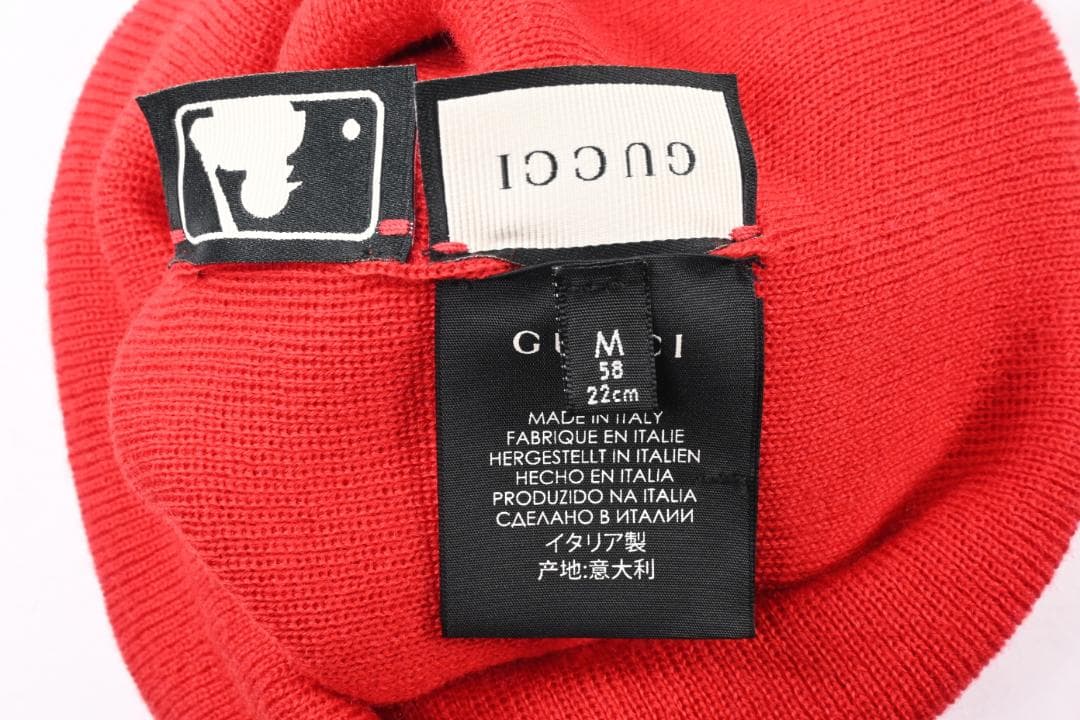 GUCCI
GUCCI
M
58
22cm
MADE IN ITALY
FABRIQUE EN ITALIE
HERGESTELLT IN ITALIEN
HECHO EN ITALIA
PRODUZIDO NA ITALIA
СДЕЛАНО В ИТАЛИИ
イタリア製
产地:意大利